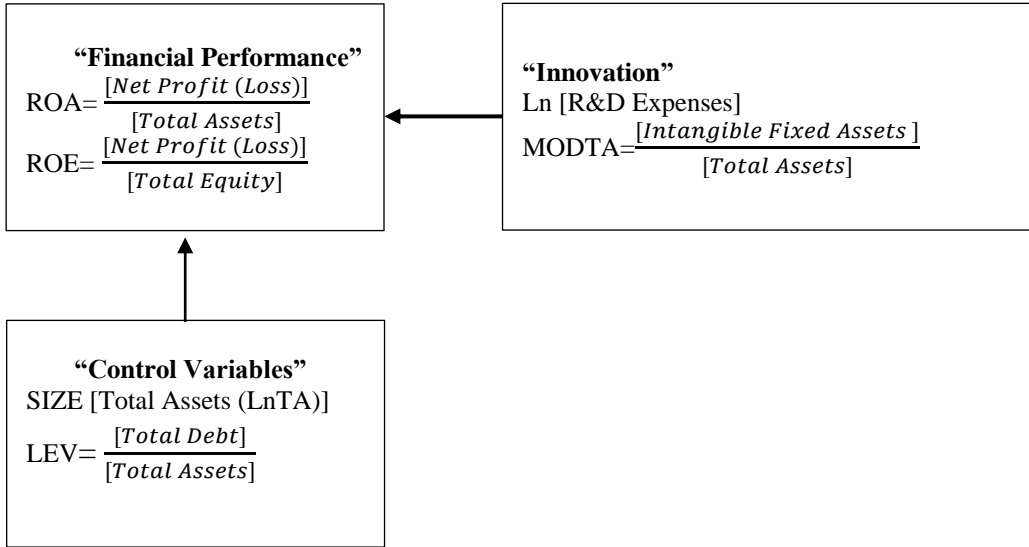 “Financial Performance”
ROA= [Net Profit (Loss)] / [Total Assets]
ROE= [Net Profit (Loss)] / [Total Equity]
“Innovation”
Ln [R&D Expenses]
MODTA= [Intangible Fixed Assets ] / [Total Assets]
“Control Variables”
SIZE [Total Assets (LnTA)]
LEV= [Total Debt] / [Total Assets]